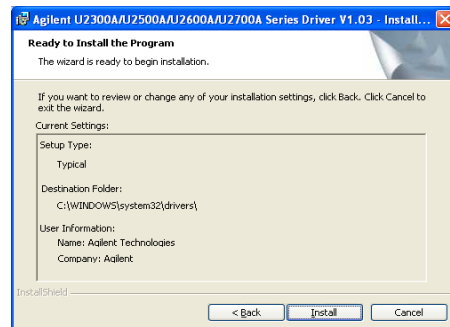 Agilent U2300A/U2500A/U2600A/U2700A Series Driver V1.03 - Install...
Ready to Install the Program
The wizard is ready to begin installation.
If you want to review or change any of your installation settings, click Back. Click Cancel to
exit the wizard.
Current Settings:
Setup Type:
Typical
Destination Folder:
C:\WINDOWS\system32\drivers\
User Information:
Name: Agilent Technologies
Company: Agilent
InstallShield
< Back
Install
Cancel